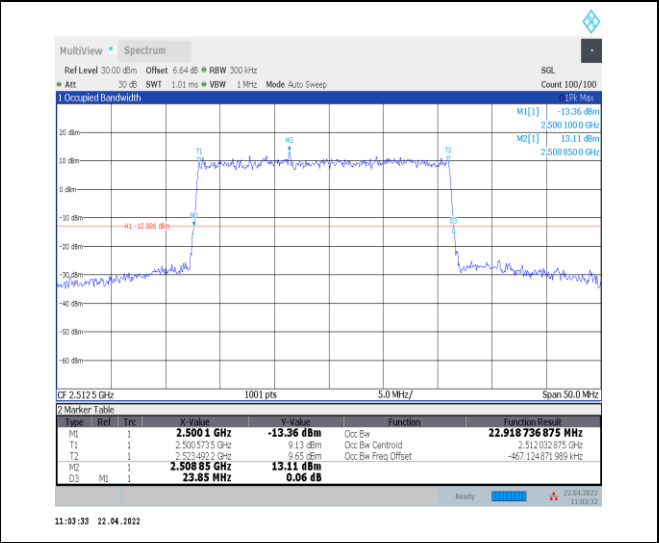 MultiView Spectrum
Ref Level 30.00 dBm Offset 6.64 dB RBW 300 kHz SGL
Att 30 dB SWT 1.01 ms VBW 1 MHz Mode Auto Sweep Count 100/100
1 Occupied Bandwidth 1Pk Max
M1[1] -13.36 dBm
2.500 100 0 GHz
M2[1] 13.11 dBm
2.508 850 0 GHz
20 dBm
M2
T1
T2
10 dBm
0 dBm
-10 dBm
M1
D3
H1 -12.886 dBm
-20 dBm
-30 dBm
-40 dBm
-50 dBm
-60 dBm
CF 2.512 5 GHz 1001 pts 5.0 MHz/ Span 50.0 MHz
2 Marker Table
Type Ref Trc X-Value Y-Value Function Function Result
M1 1 2.500 1 GHz -13.36 dBm Occ Bw 22.918 736 875 MHz
T1 1 2.500 573 5 GHz 9.13 dBm Occ Bw Centroid 2.512 032 875 GHz
T2 1 2.523 492 2 GHz 9.65 dBm Occ Bw Freq Offset -467.124 871 989 kHz
M2 1 2.508 85 GHz 13.11 dBm
D3 M1 1 23.85 MHz 0.06 dB
Ready 22.04.2022
11:03:32
11:03:33 22.04.2022